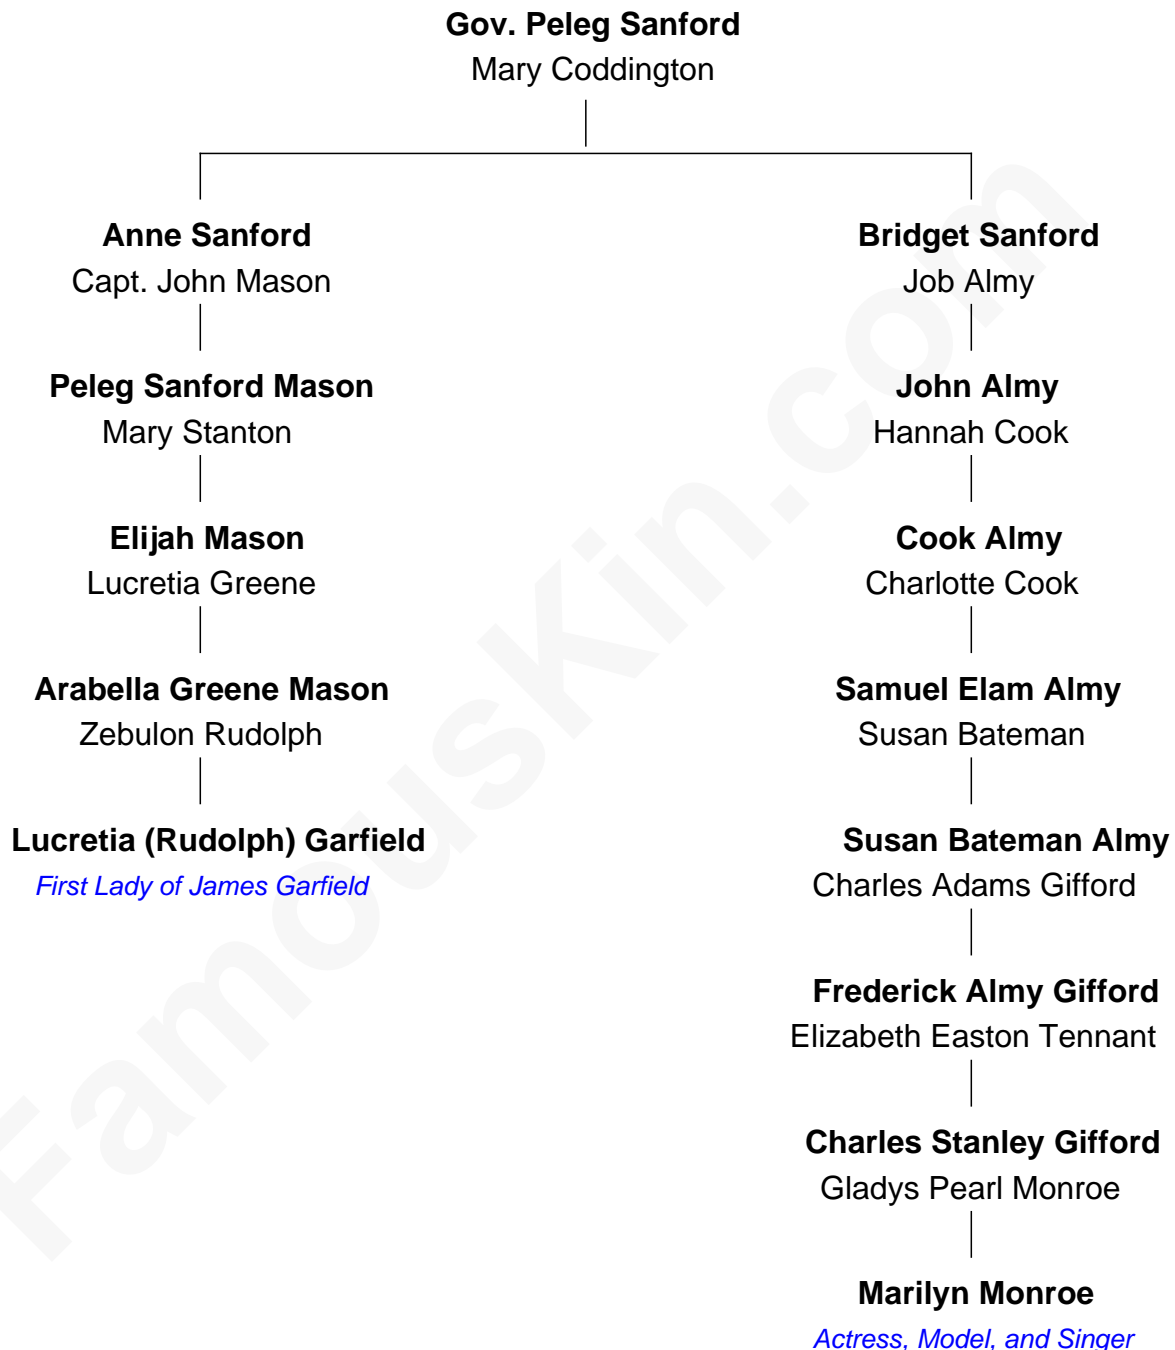 Gov. Peleg Sanford
Mary Coddington
Anne Sanford
Capt. John Mason
Bridget Sanford
Job Almy
Peleg Sanford Mason
Mary Stanton
John Almy
Hannah Cook
Elijah Mason
Lucretia Greene
Cook Almy
Charlotte Cook
Arabella Greene Mason
Zebulon Rudolph
Samuel Elam Almy
Susan Bateman
Lucretia (Rudolph) Garfield
First Lady of James Garfield
Susan Bateman Almy
Charles Adams Gifford
Frederick Almy Gifford
Elizabeth Easton Tennant
Charles Stanley Gifford
Gladys Pearl Monroe
Marilyn Monroe
Actress, Model, and Singer
FamousKin.com